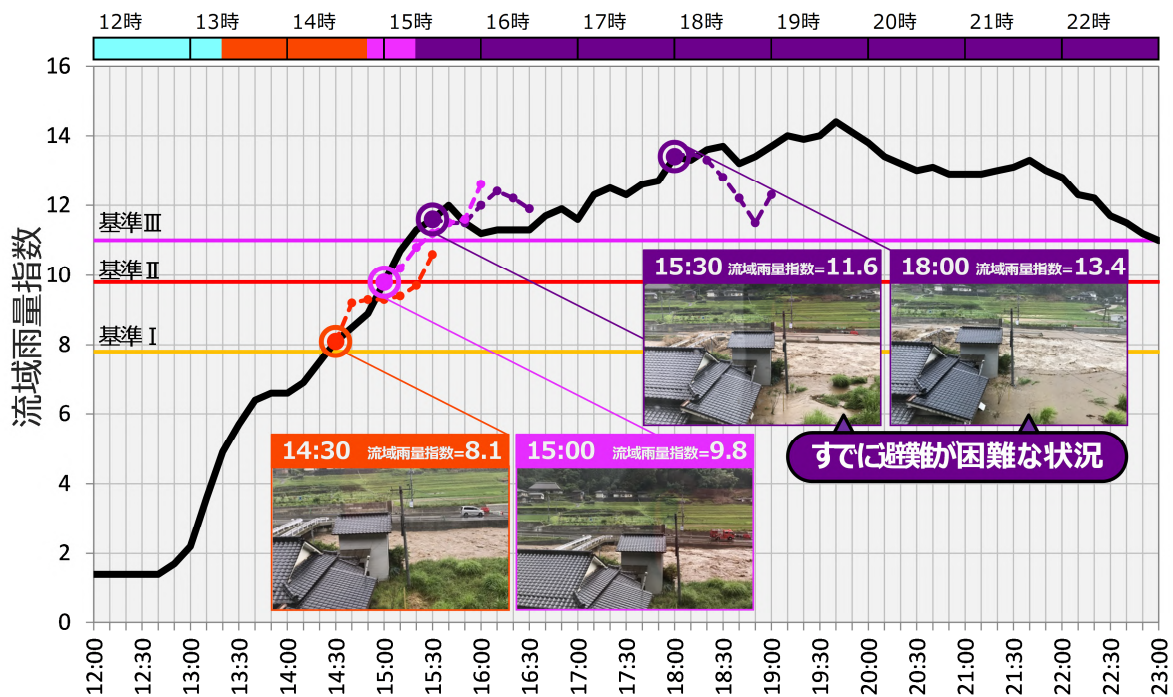 12時 13時 14時 15時 16時 17時 18時 19時 20時 21時 22時
流域雨量指数
16
14
12
10
8
6
4
2
0
基準Ⅲ
基準Ⅱ
基準Ⅰ
15:30 流域雨量指数=11.6
18:00 流域雨量指数=13.4
すでに避難が困難な状況
14:30 流域雨量指数=8.1
15:00 流域雨量指数=9.8
12:00 12:30 13:00 13:30 14:00 14:30 15:00 15:30 16:00 16:30 17:00 17:30 18:00 18:30 19:00 19:30 20:00 20:30 21:00 21:30 22:00 22:30 23:00